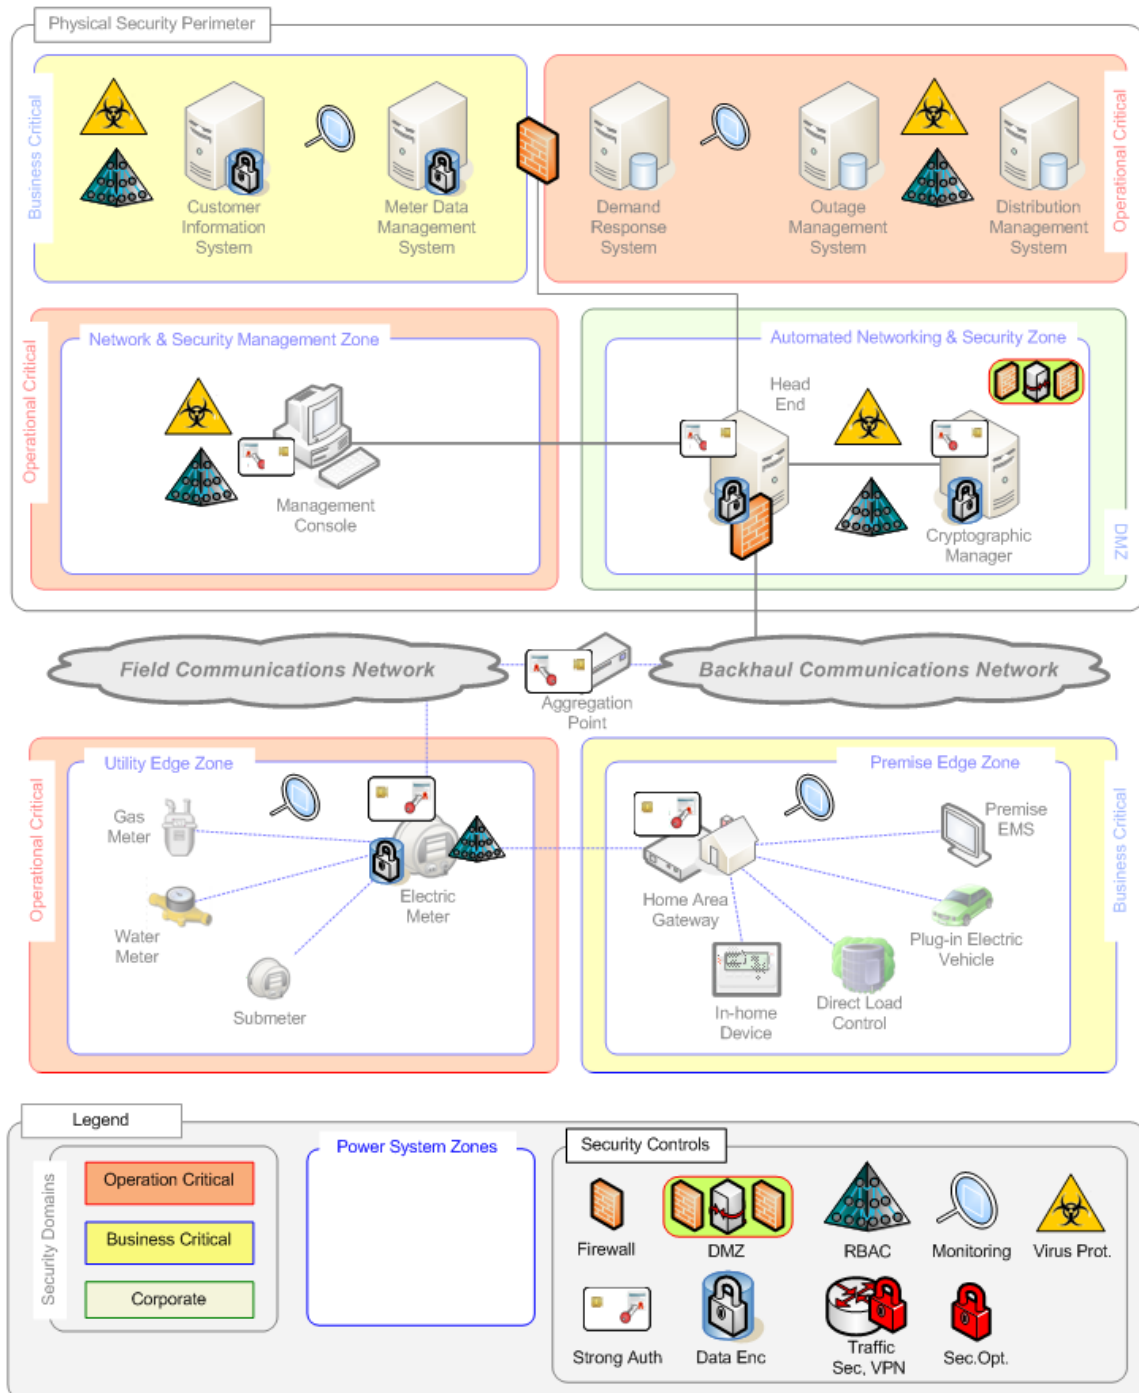 Physical Security Perimeter
Business Critical
Customer
Information
System
Meter Data
Management
System
Demand
Response
System
Outage
Management
System
Distribution
Management
System
Operational Critical
Operational Critical
Network & Security Management Zone
Management
Console
Automated Networking & Security Zone
Head
End
Cryptographic
Manager
DMZ
Field Communications Network
Aggregation
Point
Backhaul Communications Network
Operational Critical
Utility Edge Zone
Gas
Meter
Water
Meter
Submeter
Electric
Meter
Premise Edge Zone
Premise
EMS
Home Area
Gateway
Plug-in Electric
Vehicle
In-home
Device
Direct Load
Control
Business Critical
Legend
Security Domains
Operation Critical
Business Critical
Corporate
Power System Zones
Security Controls
Firewall
DMZ
RBAC
Monitoring
Virus Prot.
Strong Auth
Data Enc
Traffic
Sec, VPN
Sec.Opt.